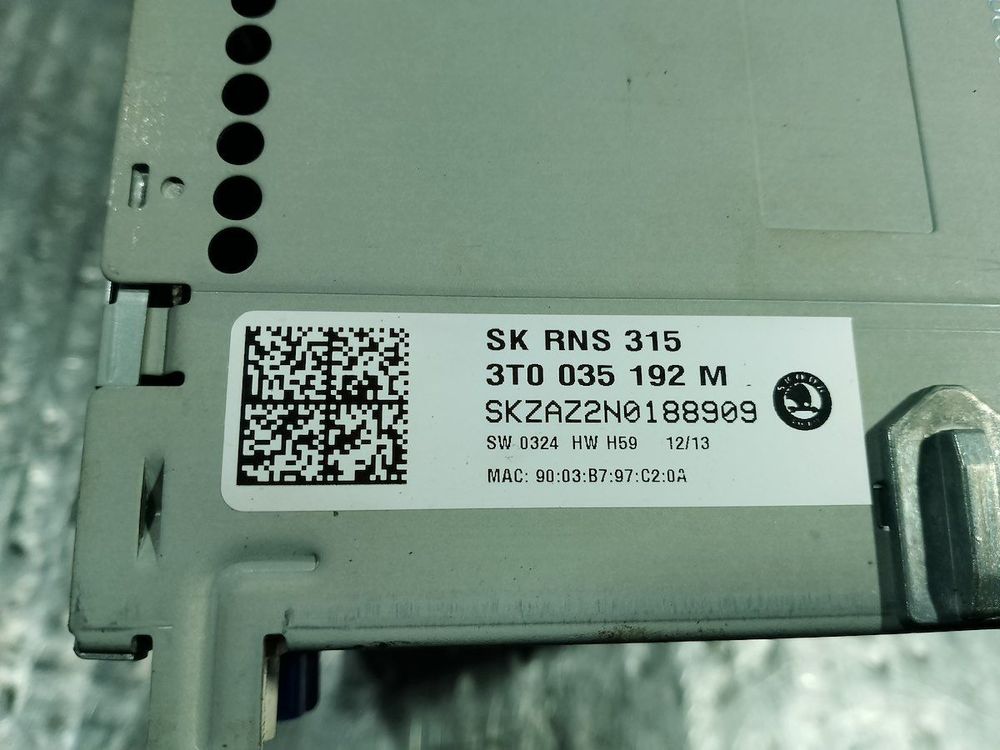 SK RNS 315
3T0 035 192 M
SKZAZ2N0188909
SW 0324 HW H59 12/13
MAC: 90:03:B7:97:C2:0A
SKODA